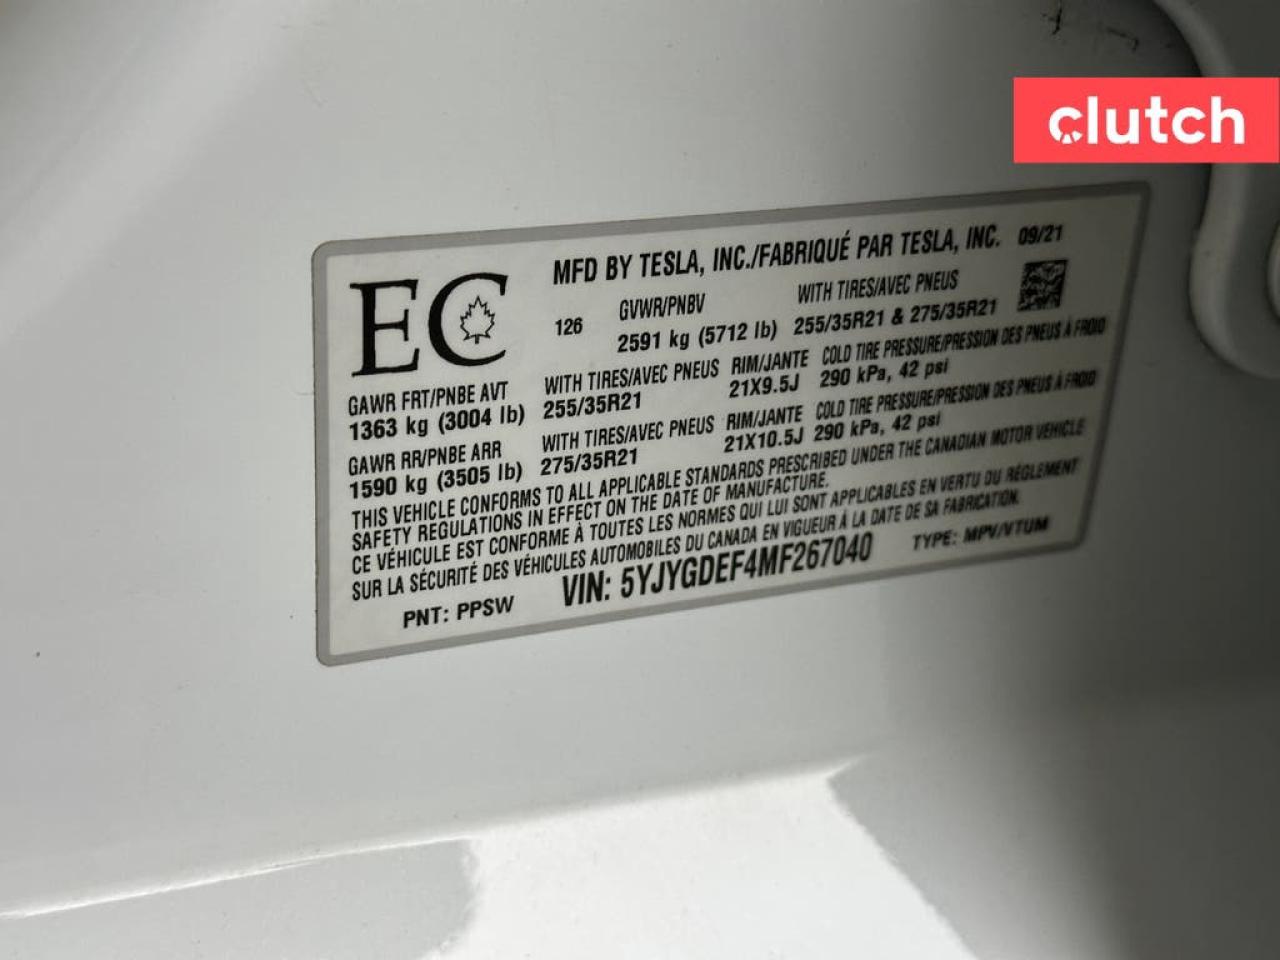 clutch
EC
MFD BY TESLA, INC./FABRIQUÉ PAR TESLA, INC. 09/21
126 GVWR/PNBV WITH TIRES/AVEC PNEUS
2591 kg (5712 lb) 255/35R21 & 275/35R21
GAWR FRT/PNBE AVT WITH TIRES/AVEC PNEUS RIM/JANTE COLD TIRE PRESSURE/PRESSION DES PNEUS À FROID
1363 kg (3004 lb) 255/35R21 21X9.5J 290 kPa, 42 psi
GAWR RR/PNBE ARR WITH TIRES/AVEC PNEUS RIM/JANTE COLD TIRE PRESSURE/PRESSION DES PNEUS À FROID
1590 kg (3505 lb) 275/35R21 21X10.5J 290 kPa, 42 psi
THIS VEHICLE CONFORMS TO ALL APPLICABLE STANDARDS PRESCRIBED UNDER THE CANADIAN MOTOR VEHICLE
SAFETY REGULATIONS IN EFFECT ON THE DATE OF MANUFACTURE.
CE VÉHICULE EST CONFORME À TOUTES LES NORMES QUI LUI SONT APPLICABLES EN VERTU DU RÈGLEMENT
SUR LA SÉCURITÉ DES VÉHICULES AUTOMOBILES DU CANADA EN VIGUEUR À LA DATE DE SA FABRICATION.
PNT: PPSW VIN: 5YJYGDEF4MF267040 TYPE: MPV/VTUM